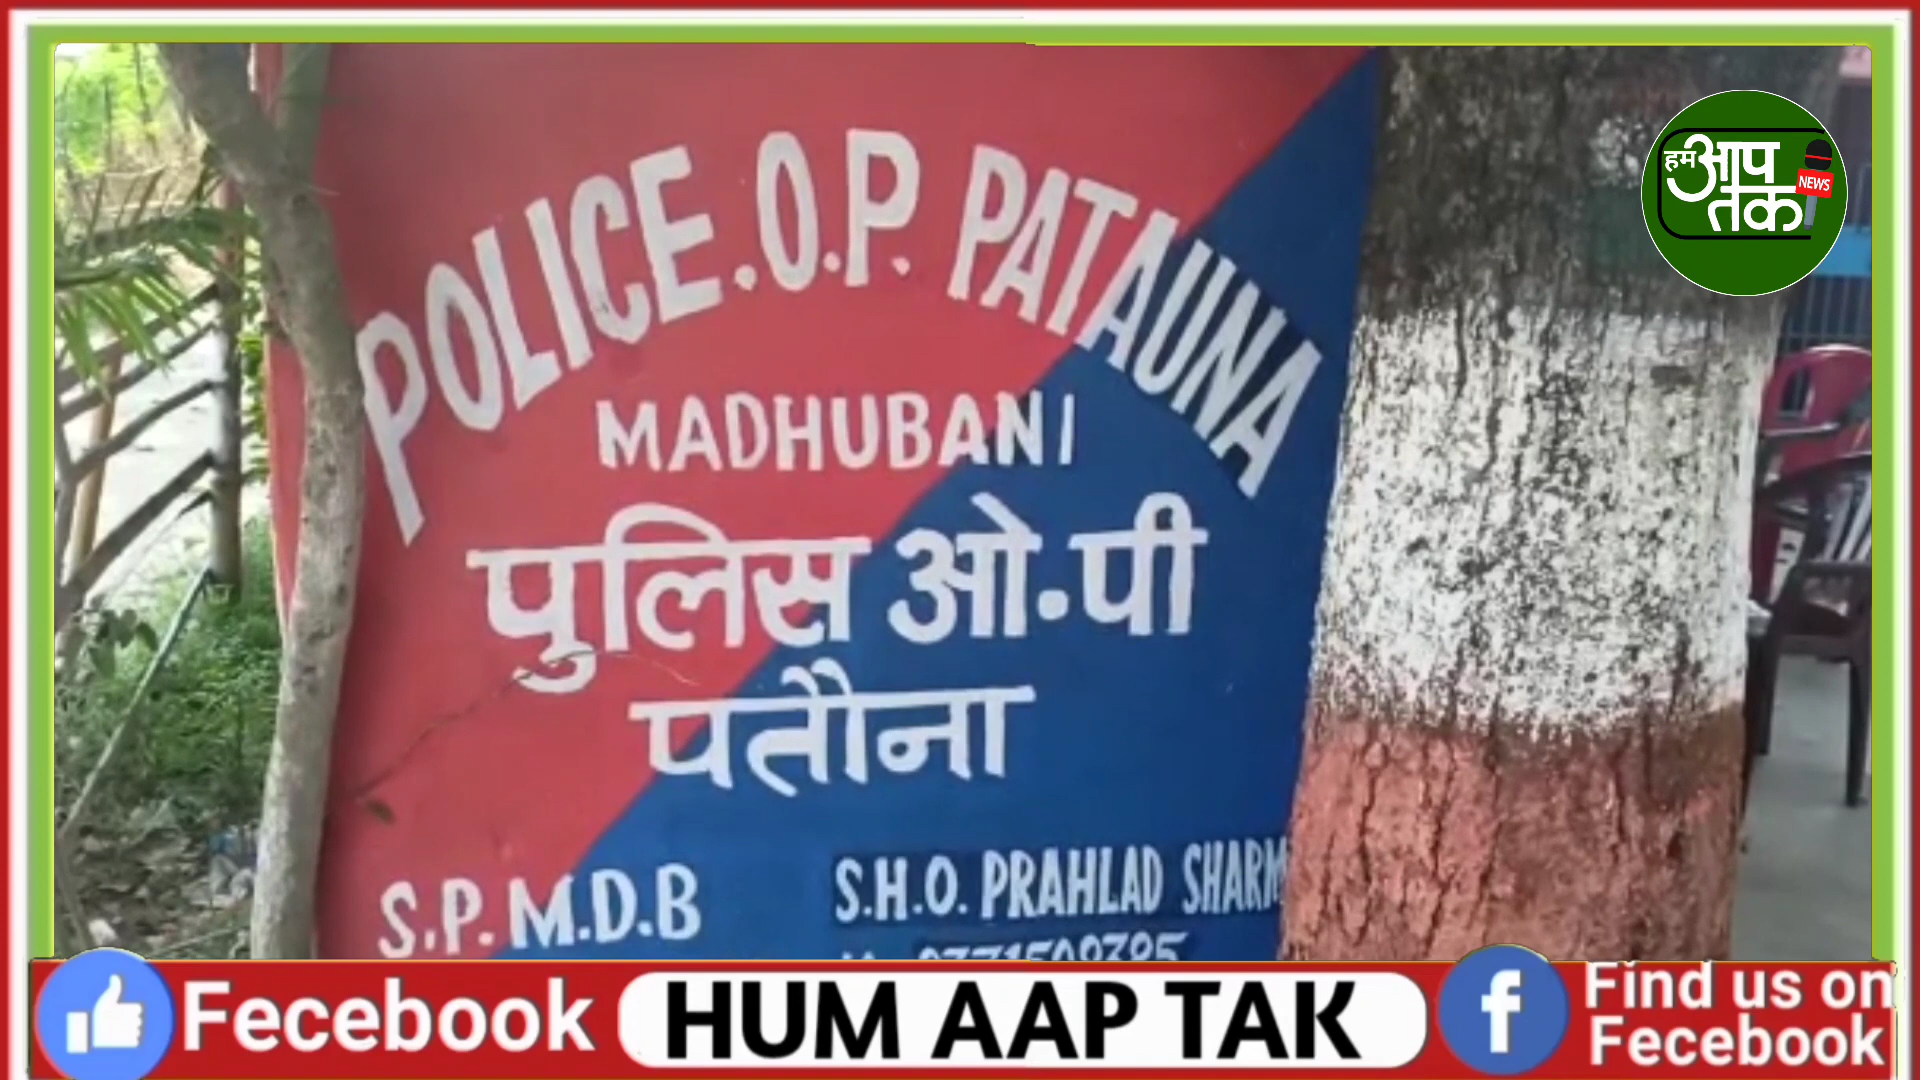 हम आप तक
NEWS
POLICE.O.P. PATAUNA
MADHUBANI
पुलिस ओ.पी
पतौना
S.P. M.D.B
S.H.O. PRAHLAD SHARM
Fecebook
HUM AAP TAK
f
Find us on
Fecebook